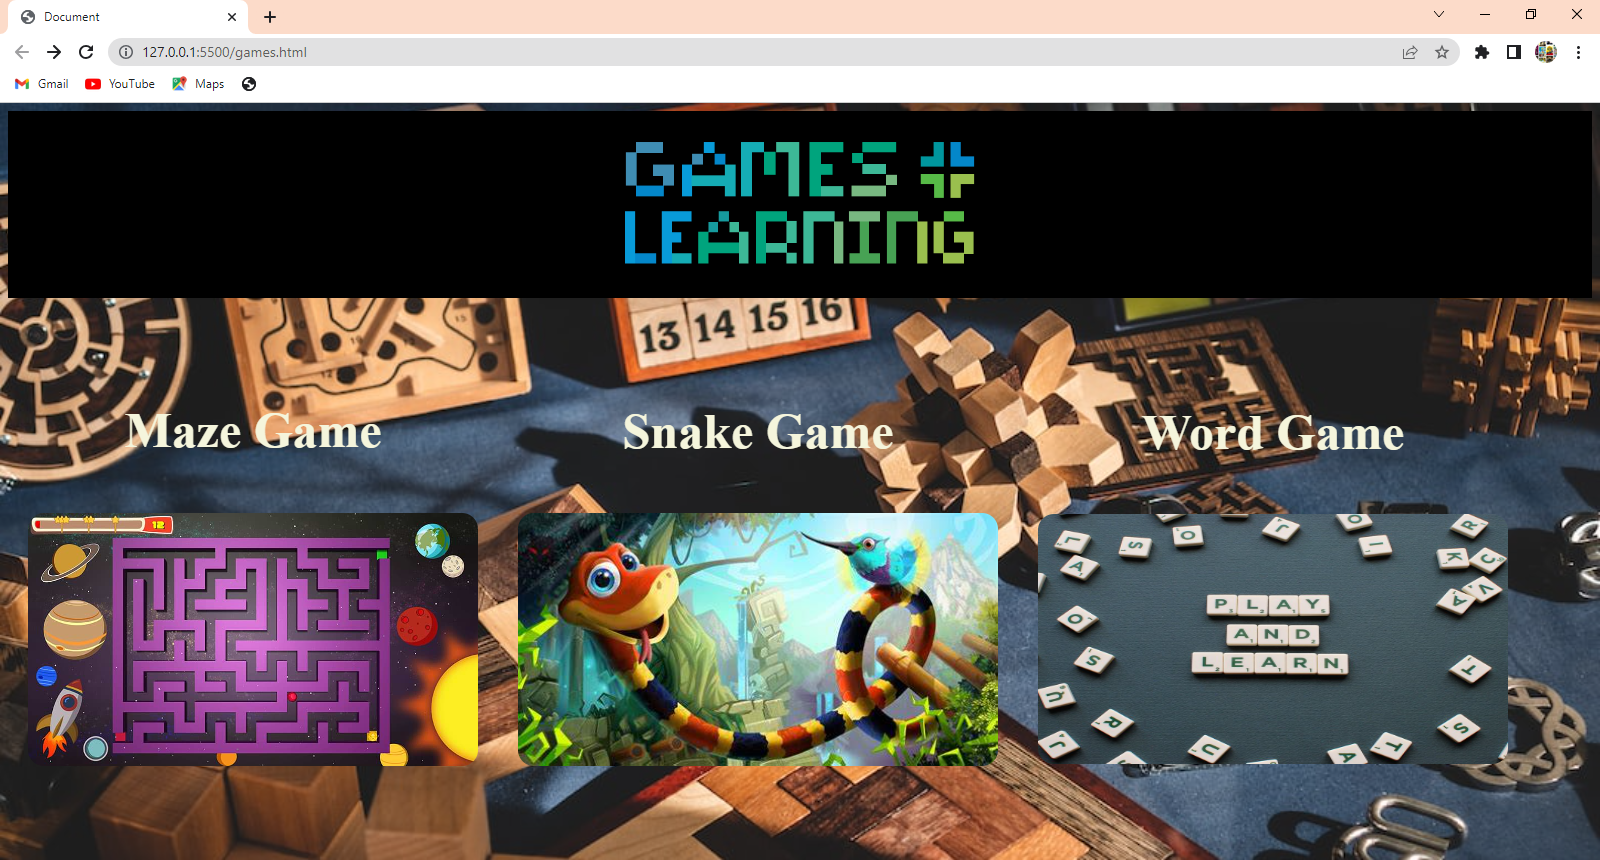 Document
127.0.0.1:5500/games.html
Gmail
YouTube
Maps
GAMES
LEARNING
13 14 15 16
Maze Game
Snake Game
Word Game
12
PLAY
AND
LEARN